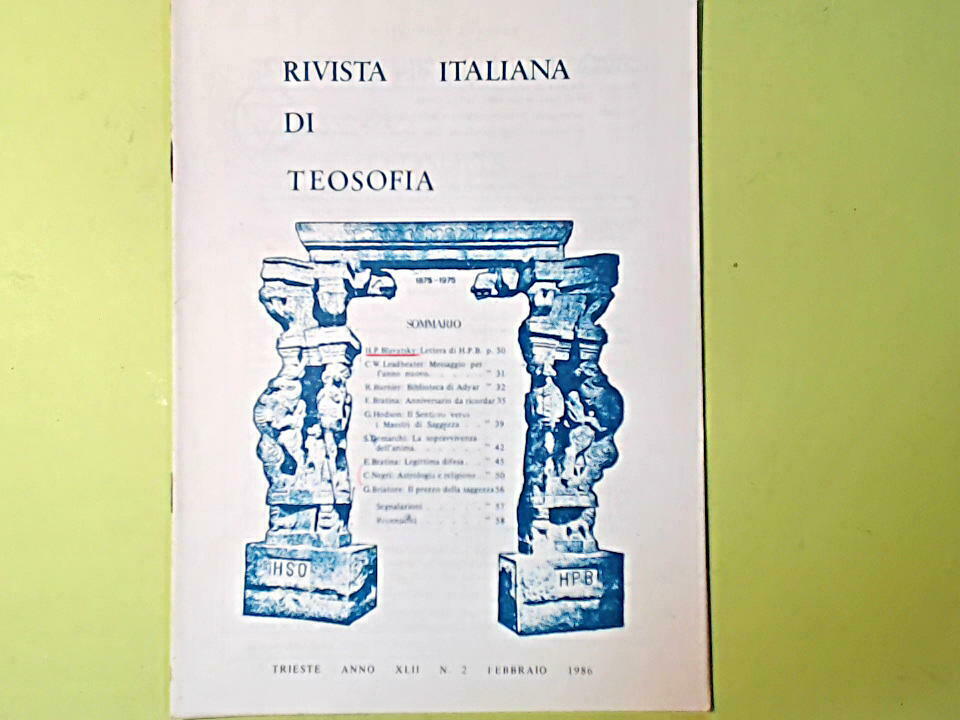 RIVISTA ITALIANA
DI
TEOSOFIA
1875-1975
SOMMARIO
H.P. Blavatsky: Lettera di H.P.B. p. 30
C.W. Leadbeater: Messaggio per
l'anno nuovo. . . . . . " 31
R. Burnier: Biblioteca di Adyar " 32
E. Bratina: Anniversario da ricordar 35
G. Hodson: Il Sentiero verso
i Maestri di Saggezza . . " 39
S. Demarchi: La sopravvivenza
dell'anima. . . . . . " 42
E. Bratina: Legittima difesa. . " 45
C. Negri: Astrologia e religione . " 50
G. Briatore: Il prezzo della saggezza 56
Segnalazioni . . . . . " 57
Recensioni . . . . . " 58
HSO
HPB
TRIESTE ANNO XLII N. 2 FEBBRAIO 1986